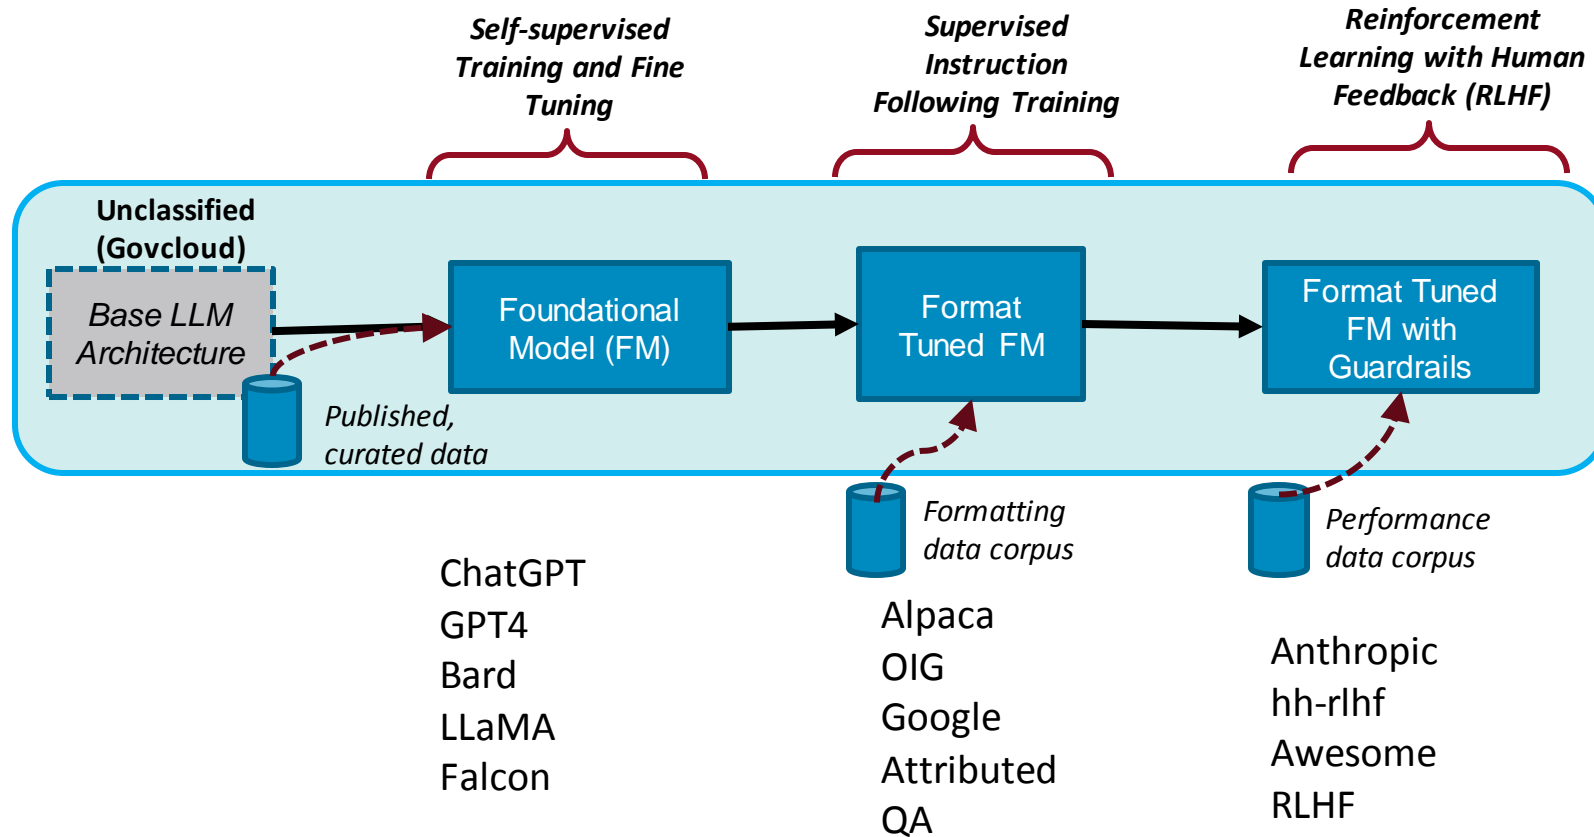 Self-supervised
Training and Fine
Tuning
Supervised
Instruction
Following Training
Reinforcement
Learning with Human
Feedback (RLHF)
Unclassified
(Govcloud)
Base LLM
Architecture
Foundational
Model (FM)
Format
Tuned FM
Format Tuned
FM with
Guardrails
Published,
curated data
Formatting
data corpus
Performance
data corpus
ChatGPT
GPT4
Bard
LLaMA
Falcon
Alpaca
OIG
Google
Attributed
QA
Anthropic
hh-rlhf
Awesome
RLHF